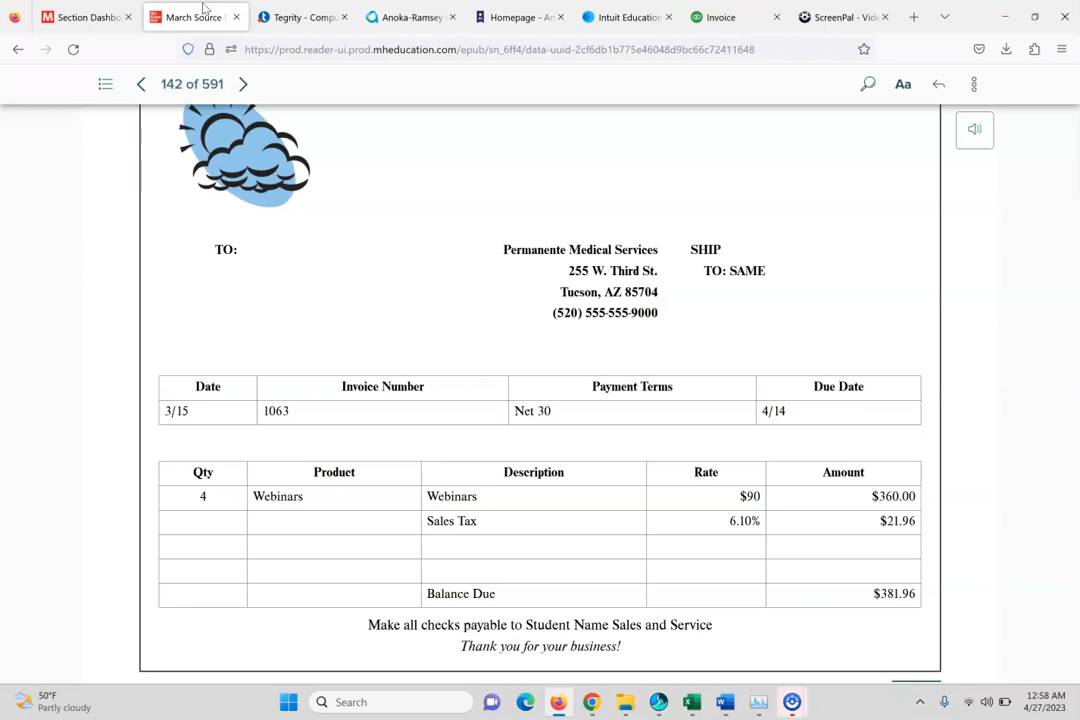 Section Dashbo
March Source
Tegrity - Compu
Anoka-Ramsey
Homepage - An
Intuit Education
Invoice
ScreenPal - Vide
https://prod.reader-ui.prod.mheducation.com/epub/sn_6ff4/data-uuid-2cf6db1b775e46048d9bc66c72411648
142 of 591
Aa
TO: Permanente Medical Services SHIP
255 W. Third St. TO: SAME
Tucson, AZ 85704
(520) 555-555-9000
Date Invoice Number Payment Terms Due Date
3/15 1063 Net 30 4/14
Qty Product Description Rate Amount
4 Webinars Webinars $90 $360.00
Sales Tax 6.10% $21.96
Balance Due $381.96
Make all checks payable to Student Name Sales and Service
Thank you for your business!
50°F
Partly cloudy
Search
12:58 AM
4/27/2023